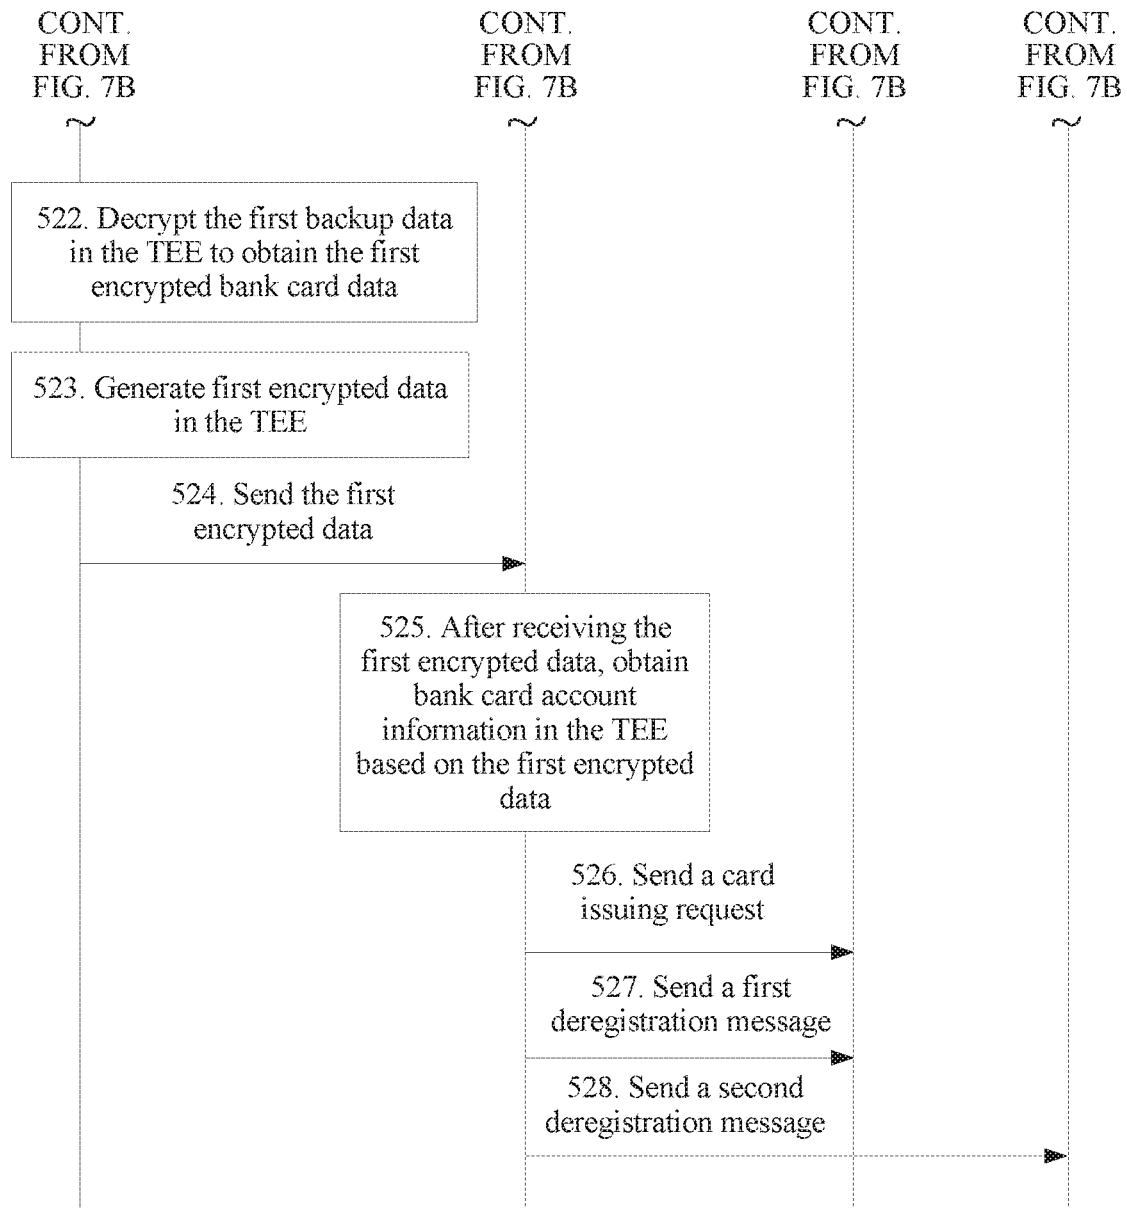 CONT.
FROM
FIG. 7B
CONT.
FROM
FIG. 7B
CONT.
FROM
FIG. 7B
CONT.
FROM
FIG. 7B
522. Decrypt the first backup data
in the TEE to obtain the first
encrypted bank card data
523. Generate first encrypted data
in the TEE
524. Send the first
encrypted data
525. After receiving the
first encrypted data, obtain
bank card account
information in the TEE
based on the first encrypted
data
526. Send a card
issuing request
527. Send a first
deregistration message
528. Send a second
deregistration message